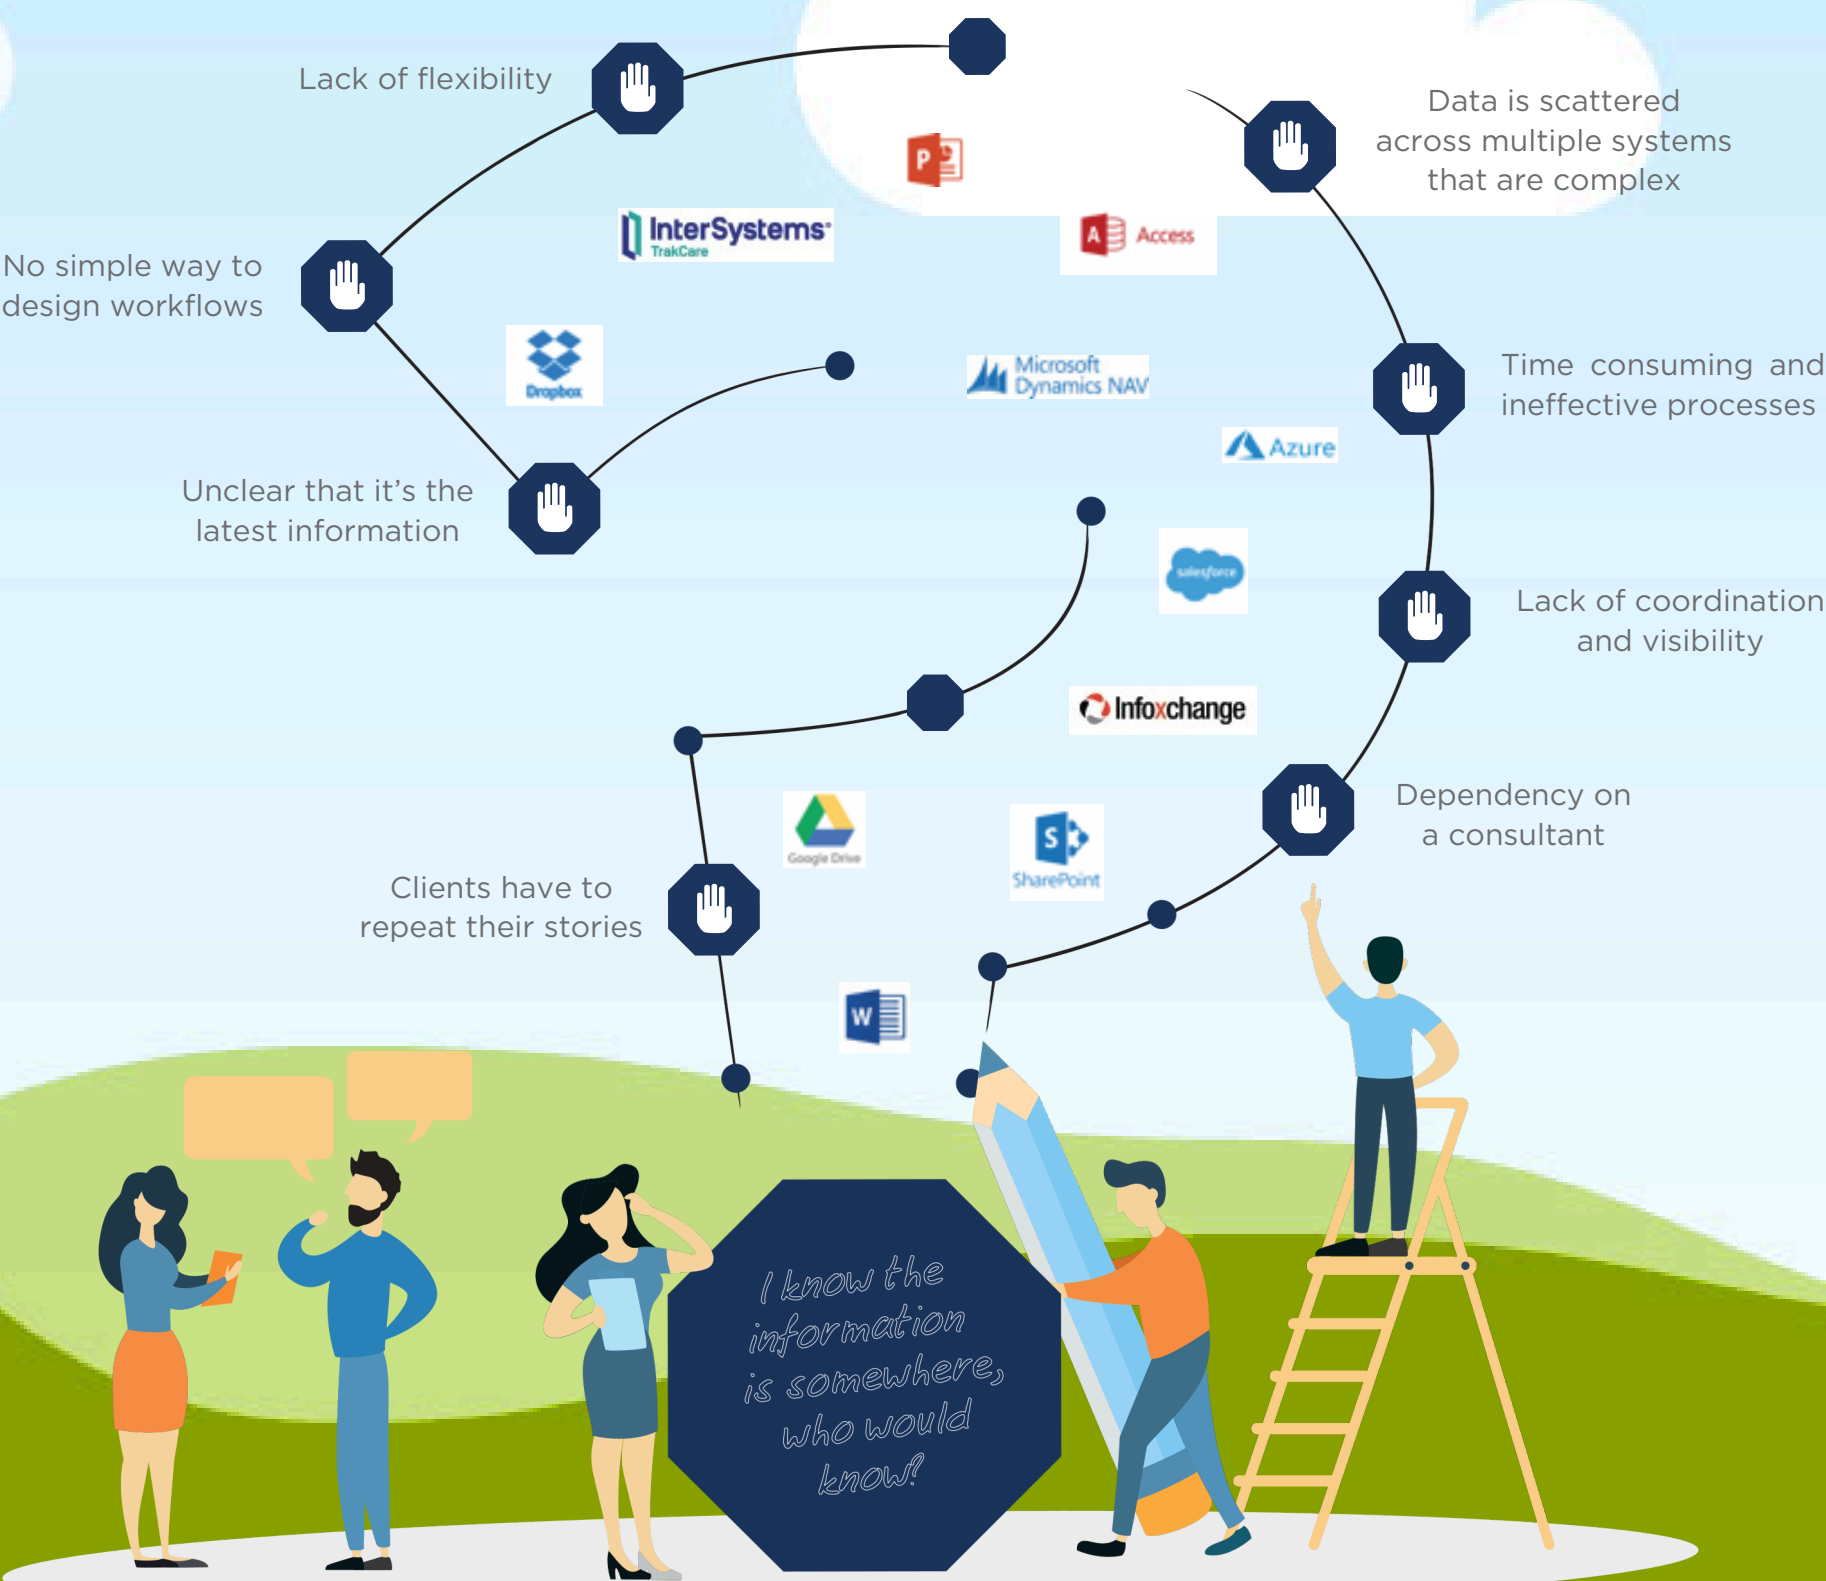 Lack of flexibility
Data is scattered
across multiple systems
that are complex
P
InterSystems®
TrakCare
A Access
No simple way to
design workflows
Dropbox
Microsoft
Dynamics NAV
Time consuming and
ineffective processes
Azure
Unclear that it's the
latest information
salesforce
Lack of coordination
and visibility
Infoxchange
Dependency on
a consultant
Google Drive
S
SharePoint
Clients have to
repeat their stories
W
I know the
information
is somewhere,
who would
know?